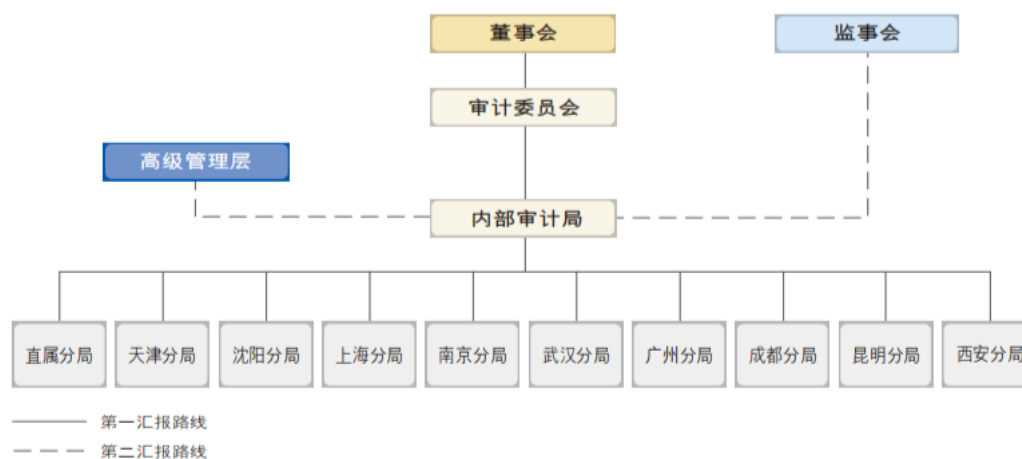 董事会
监事会
审计委员会
高级管理层
内部审计局
直属分局
天津分局
沈阳分局
上海分局
南京分局
武汉分局
广州分局
成都分局
昆明分局
西安分局
第一汇报路线
第二汇报路线